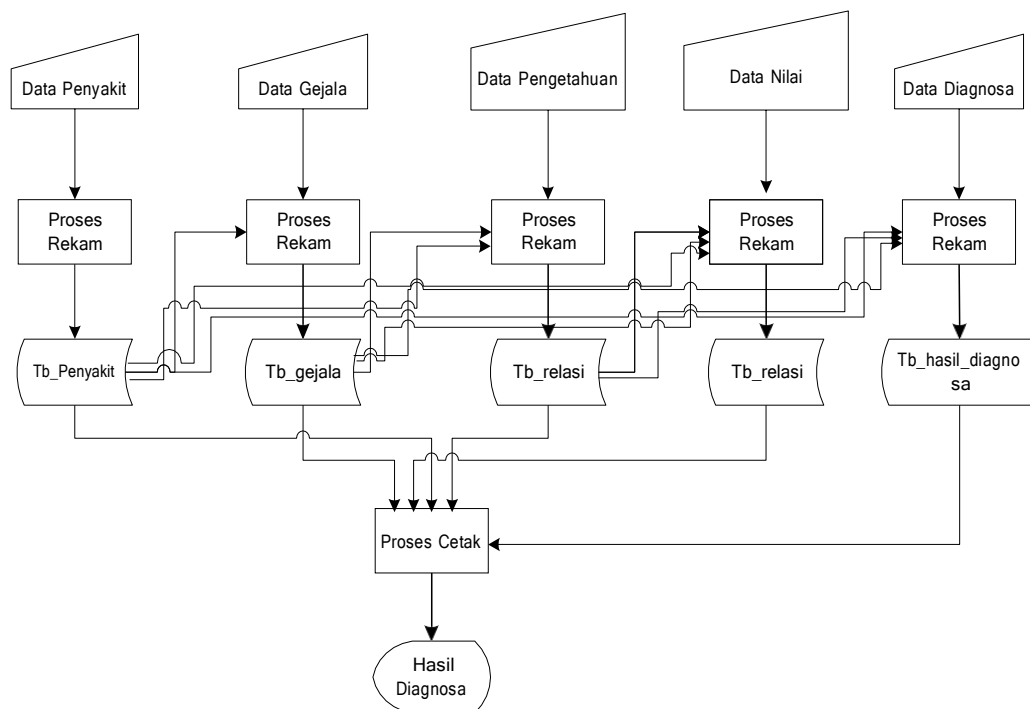 Data Penyakit
Data Gejala
Data Pengetahuan
Data Nilai
Data Diagnosa
Proses
Rekam
Proses
Rekam
Proses
Rekam
Proses
Rekam
Proses
Rekam
Tb_Penyakit
Tb_gejala
Tb_relasi
Tb_relasi
Tb_hasil_diagno
sa
Proses Cetak
Hasil
Diagnosa